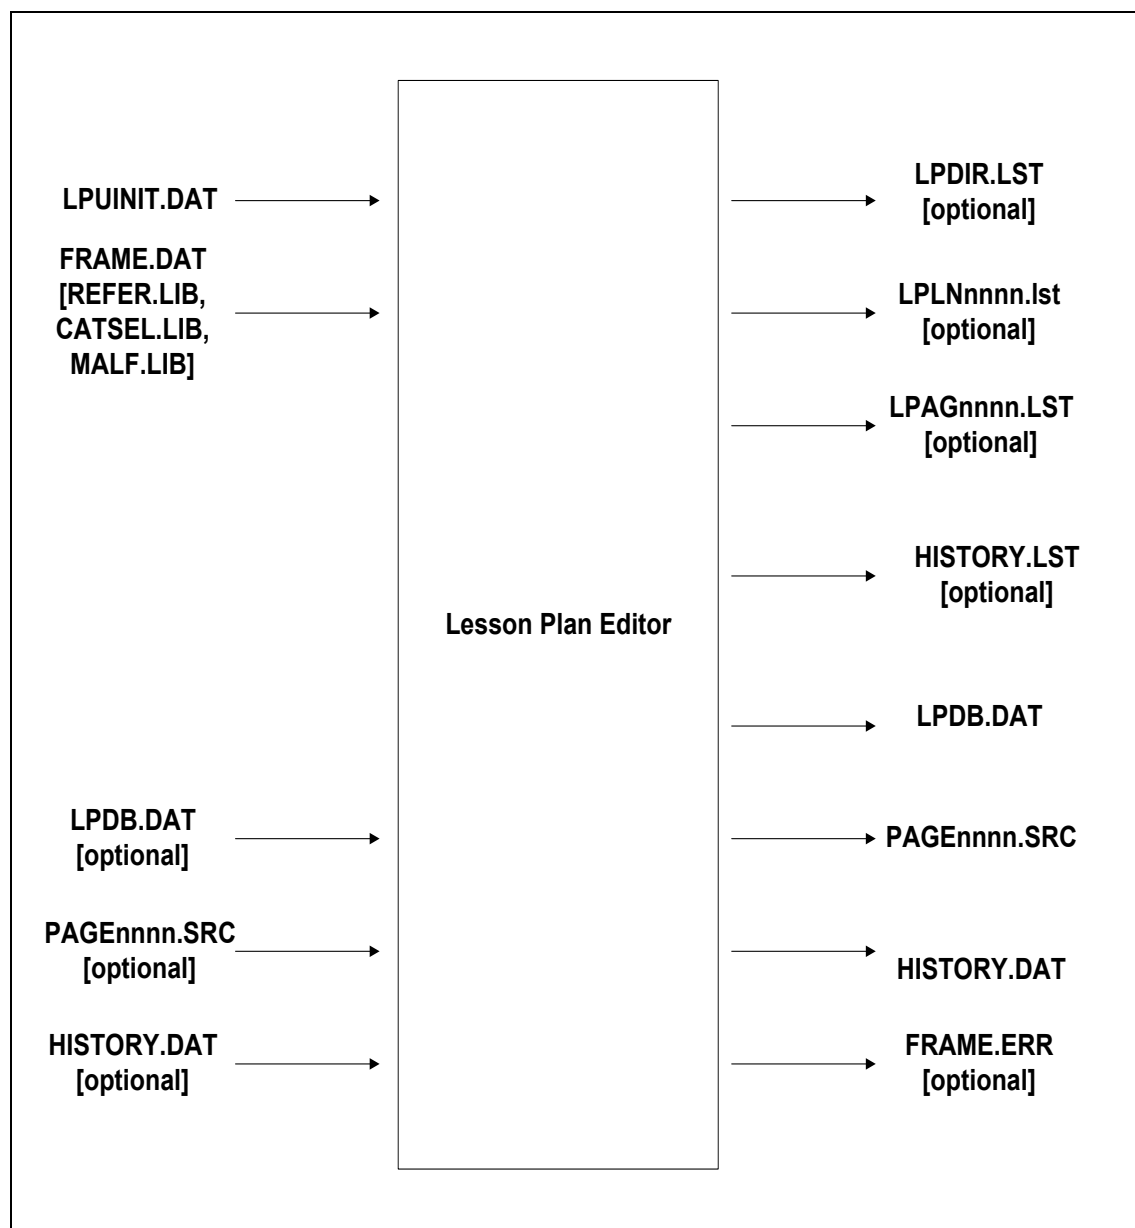 LPUINIT.DAT
FRAME.DAT
[REFER.LIB,
CATSEL.LIB,
MALF.LIB]
LPDB.DAT
[optional]
PAGEnnnn.SRC
[optional]
HISTORY.DAT
[optional]
Lesson Plan Editor
LPDIR.LST
[optional]
LPLNnnnn.lst
[optional]
LPAGnnnn.LST
[optional]
HISTORY.LST
[optional]
LPDB.DAT
PAGEnnnn.SRC
HISTORY.DAT
FRAME.ERR
[optional]